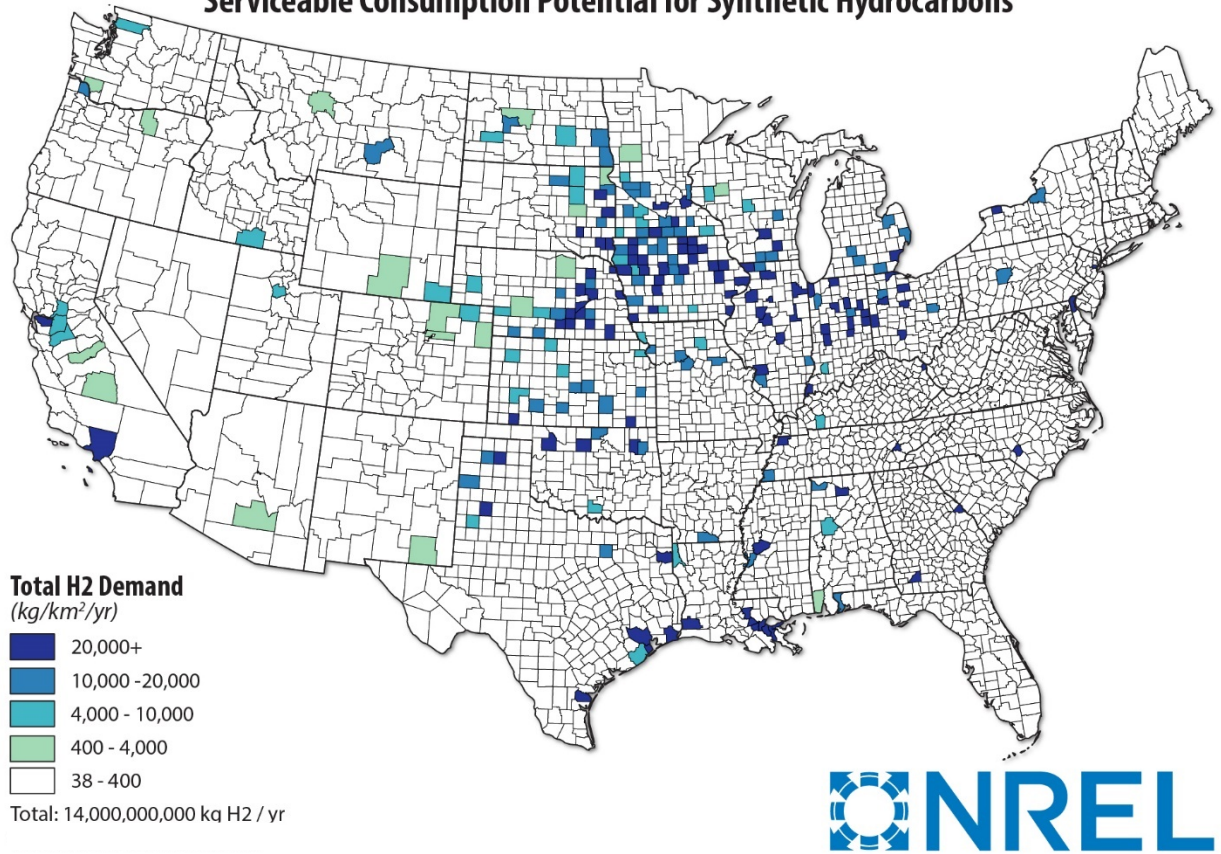 Serviceable Consumption Potential for Synthetic Hydrocarbons
Total H2 Demand
(kg/km²/yr)
20,000+
10,000 -20,000
4,000 - 10,000
400 - 4,000
38 - 400
Total: 14,000,000,000 kg H2 / yr
NREL